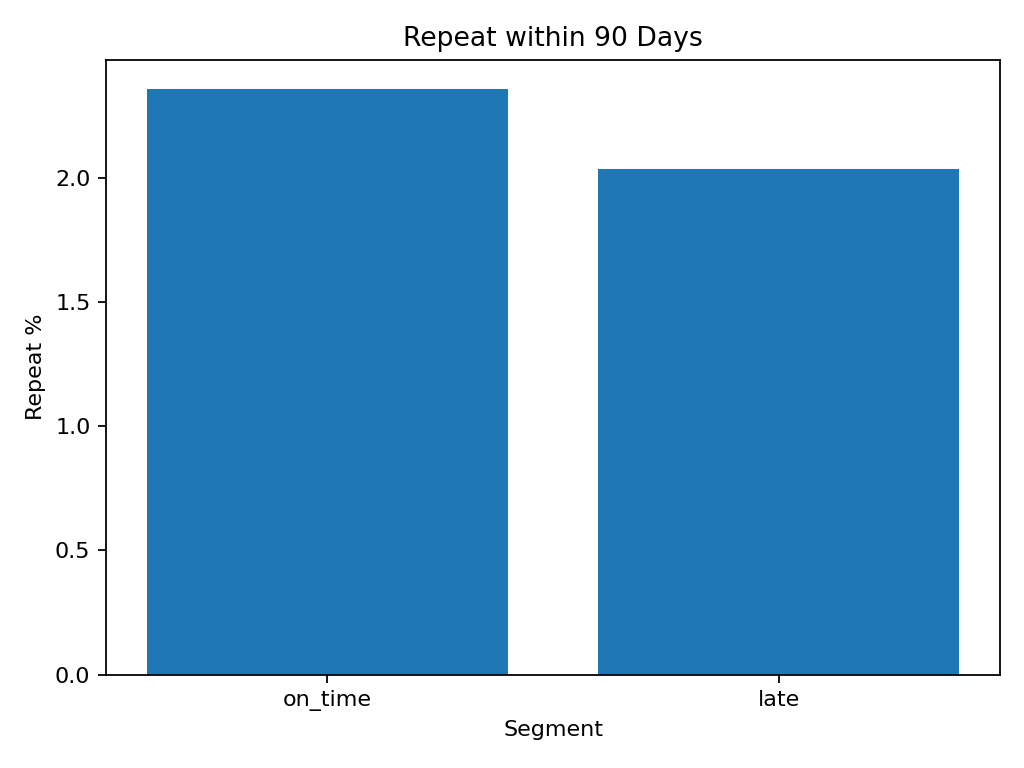 Repeat within 90 Days
Repeat %
2.0
1.5
1.0
0.5
0.0
on_time
late
Segment